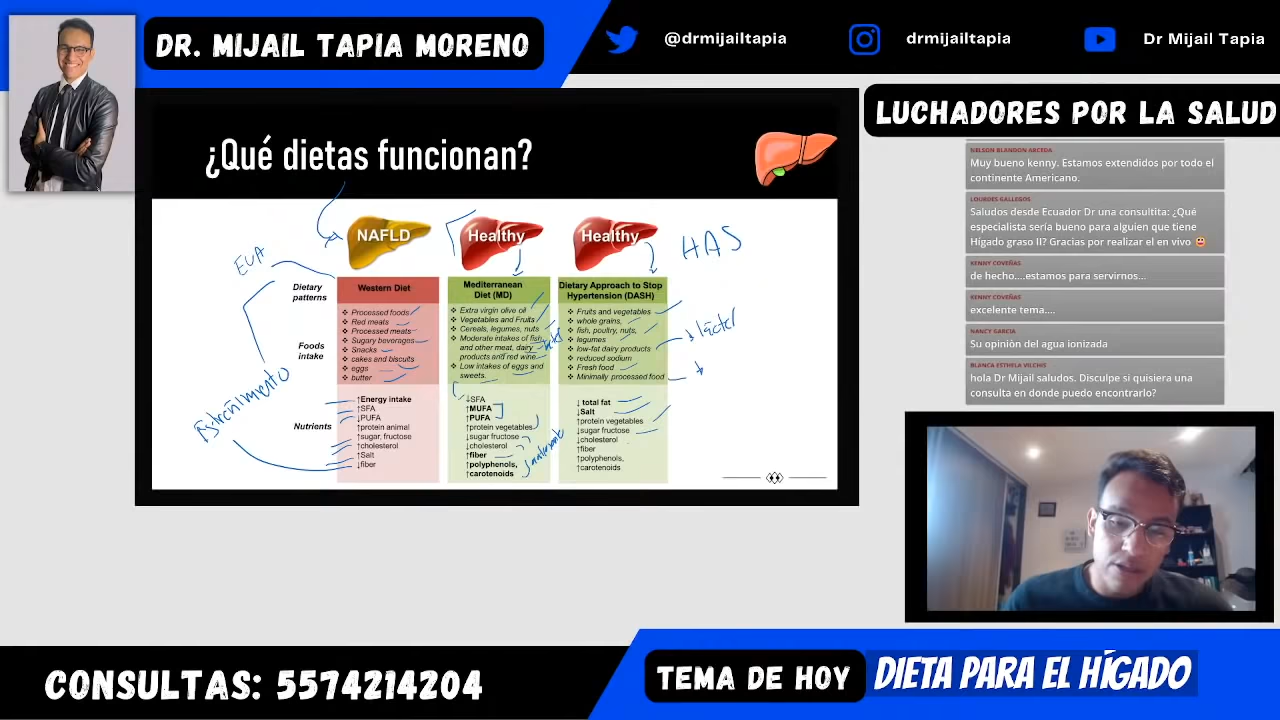 DR. MIJAIL TAPIA MORENO
@drmijailtapia
drmijailtapia
Dr Mijail Tapia
LUCHADORES POR LA SALUD
¿Qué dietas funcionan?
NAFLD
Healthy
Healthy
HAS
EUA
Dietary
patterns
Western Diet
Mediterranean
Diet (MD)
Dietary Approach to Stop
Hypertension (DASH)
Foods
intake
Processed foods
Red meats
Processed meats
Sugary beverages
Snacks
cakes and biscuits
eggs
butter
Extra virgin olive oil
Vegetables and Fruits
Cereals, legumes, nuts
Moderate intakes of fish
and other meat, dairy
products and red wine
Low intakes of eggs and
sweets.
Fruits and vegetables
whole grains,
fish, poultry, nuts,
legumes
low-fat dairy products
reduced sodium
Fresh food
Minimally processed food
Nutrients
↑Energy intake
↑SFA
↓PUFA
↑protein animal
↑sugar, fructose
↑cholesterol
↑Salt
↓fiber
↓SFA
↑MUFA
↑PUFA
↑protein vegetables
↓sugar fructose
↓cholesterol
↑fiber
↑polyphenols,
↑carotenoids
↓ total fat
↓Salt
↑protein vegetables
↓sugar fructose
↓cholesterol
↑fiber
↑polyphenols,
↑carotenoids
NELSON BLANDON ABCEDA
Muy bueno kenny. Estamos extendidos por todo el
continente Americano.
LOURDES GALLEGOS
Saludos desde Ecuador Dr una consultita: ¿Qué
especialista sería bueno para alguien que tiene
Hígado graso II? Gracias por realizar el en vivo
KENNY COVEÑAS
de hecho....estamos para servirnos...
KENNY COVEÑAS
excelente tema....
NANCY GARCIA
Su opiniòn del agua ionizada
BLANCA ESTHELA VILCHIS
hola Dr Mijail saludos. Disculpe si quisiera una
consulta en donde puedo encontrarlo?
CONSULTAS: 5574214204
TEMA DE HOY
DIETA PARA EL HÍGADO